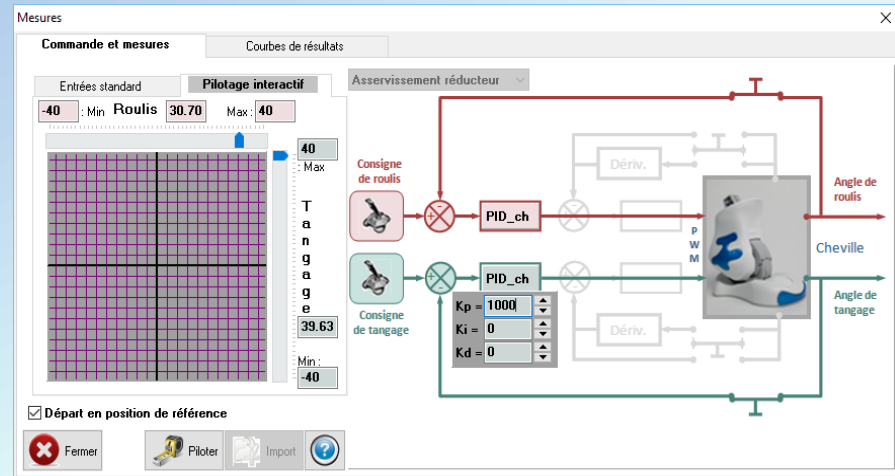 Mesures
Commande et mesures
Courbes de résultats
Entrées standard
Pilotage interactif
Asservissement réducteur
-40 : Min Roulis 30.70 Max : 40
40
: Max
Tangage
39.63
Min :
-40
Consigne
de roulis
+
-
PID_ch
Dériv.
Angle de
roulis
PWM
Cheville
Consigne
de tangage
+
-
PID_ch
Kp = 1000
Ki = 0
Kd = 0
Dériv.
Angle de
tangage
Départ en position de référence
Fermer
Piloter
Import
?